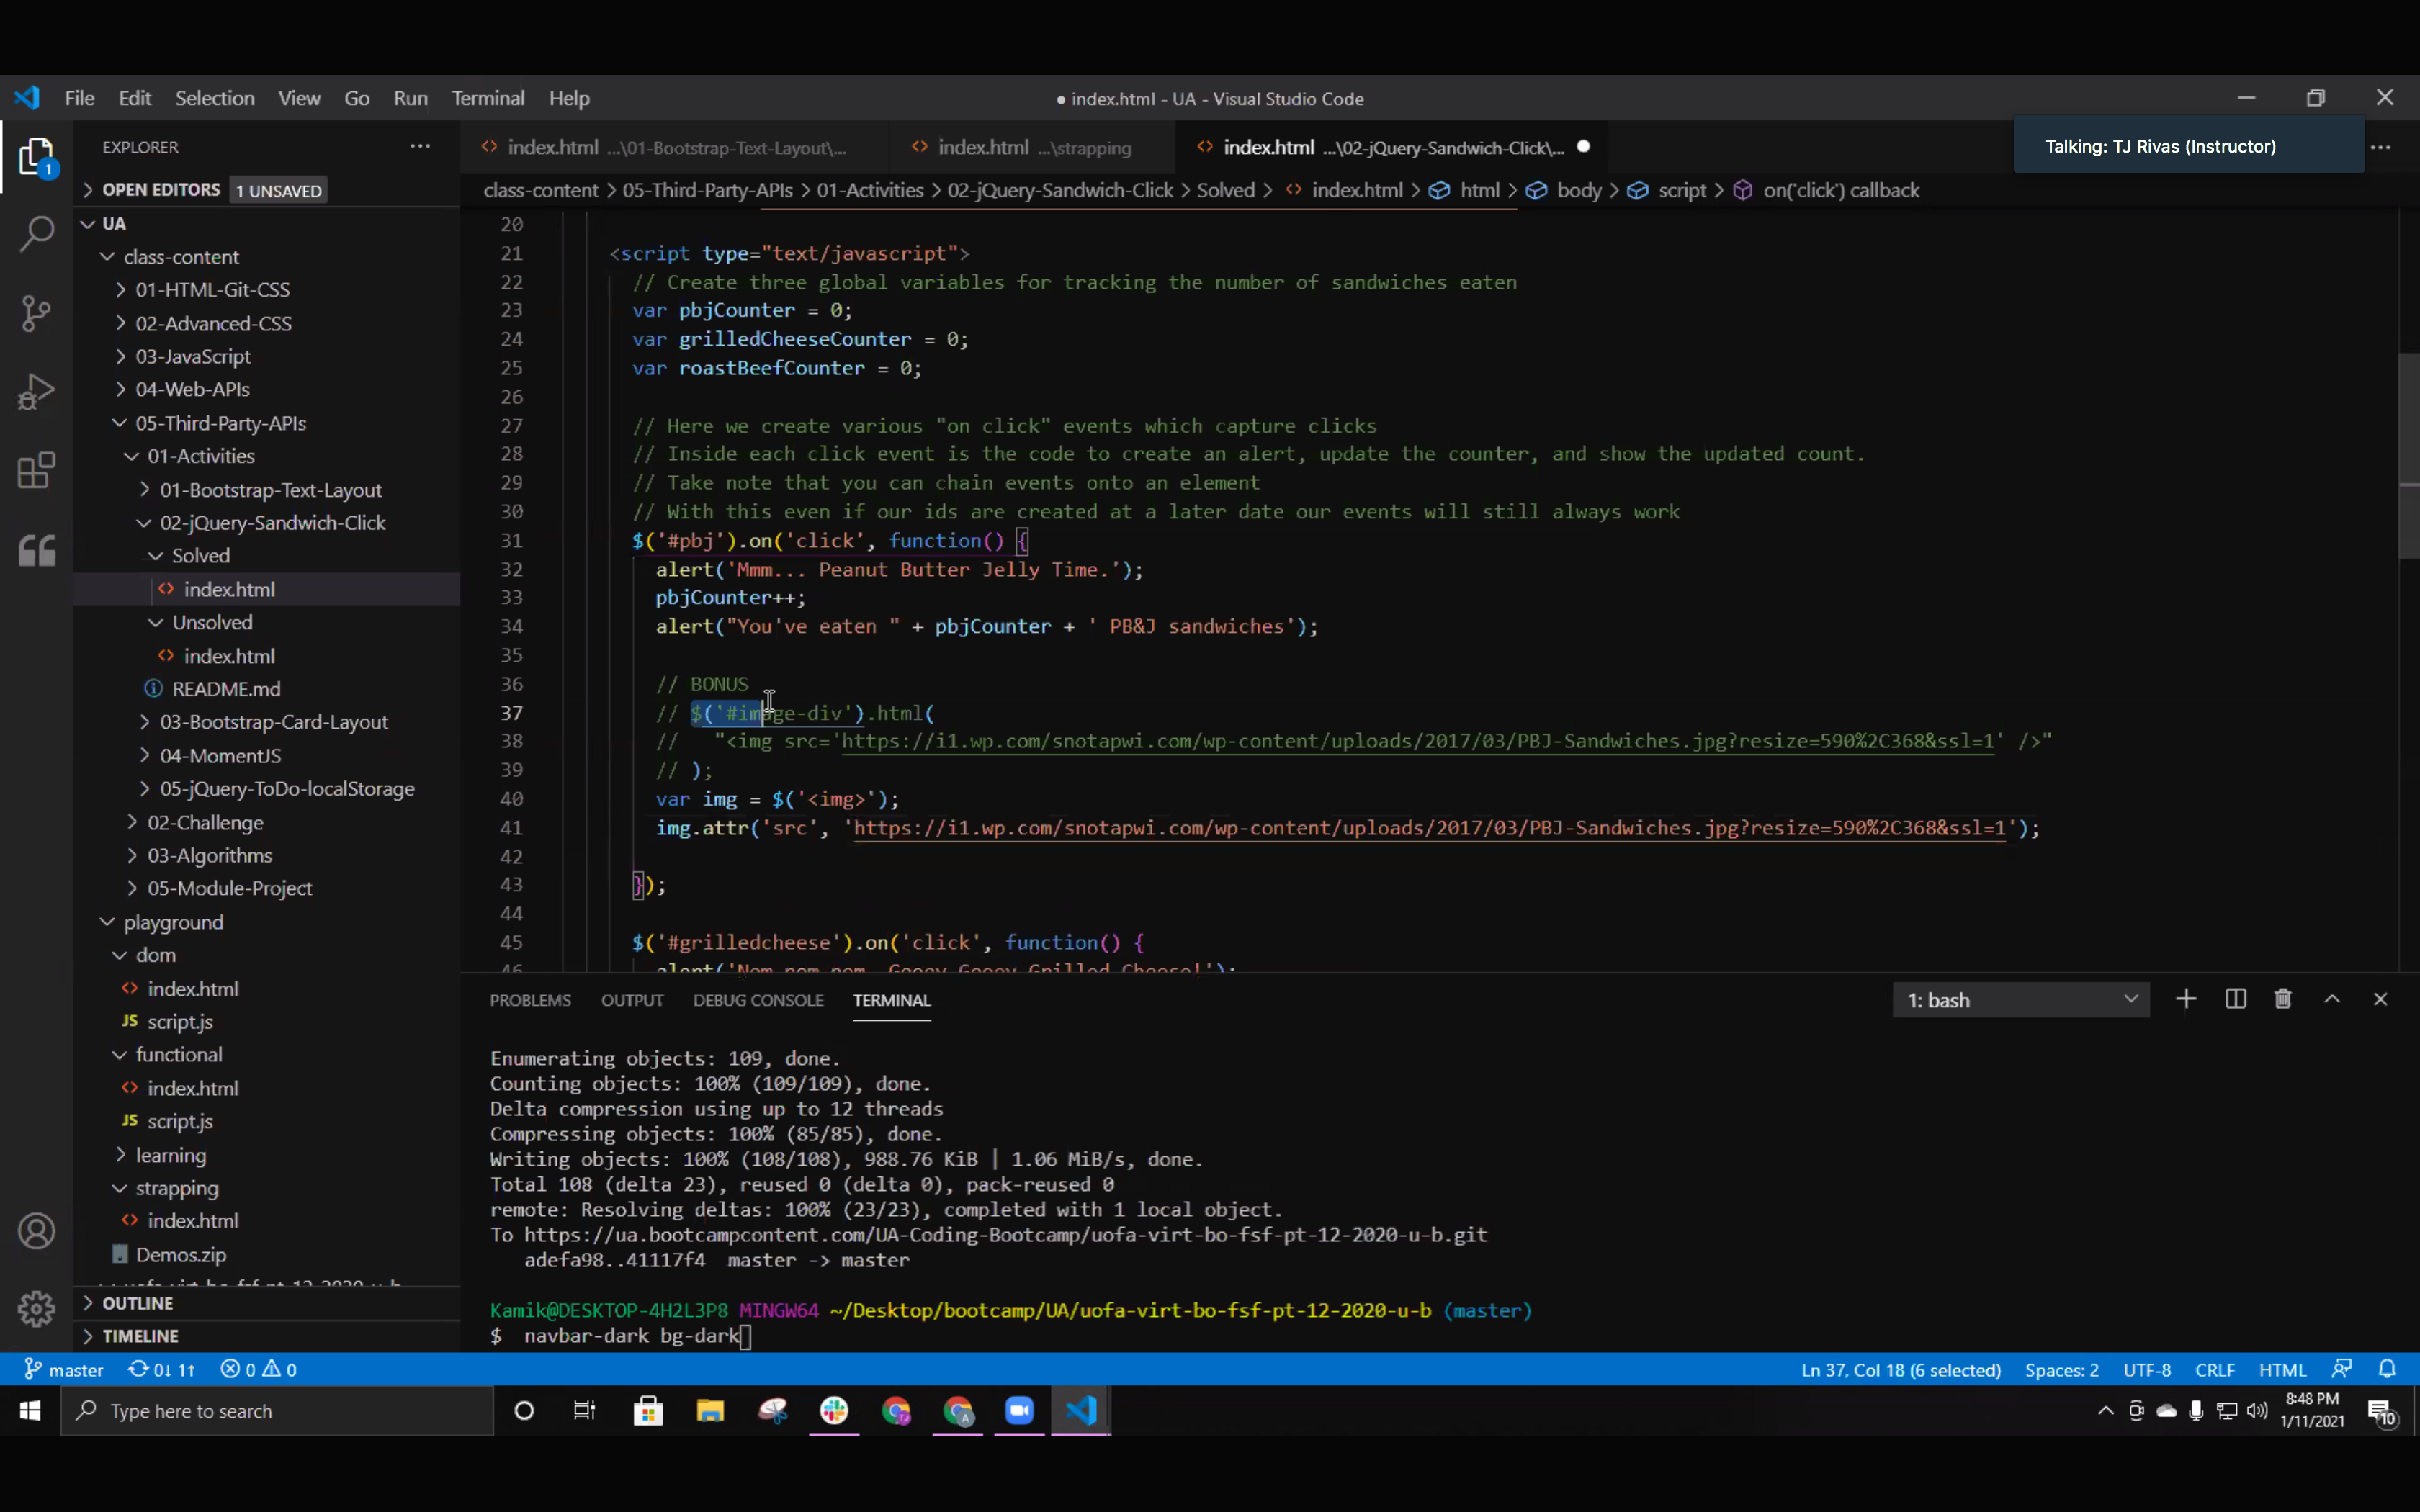 File Edit Selection View Go Run Terminal Help
● index.html - UA - Visual Studio Code
EXPLORER
index.html ...\01-Bootstrap-Text-Layout\...
index.html ...\strapping
index.html ...\02-jQuery-Sandwich-Click\...
Talking: TJ Rivas (Instructor)
1
OPEN EDITORS 1 UNSAVED
class-content > 05-Third-Party-APIs > 01-Activities > 02-jQuery-Sandwich-Click > Solved > index.html > html > body > script > on('click') callback
UA
class-content
01-HTML-Git-CSS
02-Advanced-CSS
03-JavaScript
04-Web-APIs
05-Third-Party-APIs
01-Activities
01-Bootstrap-Text-Layout
02-jQuery-Sandwich-Click
Solved
index.html
Unsolved
index.html
README.md
03-Bootstrap-Card-Layout
04-MomentJS
05-jQuery-ToDo-localStorage
02-Challenge
03-Algorithms
05-Module-Project
playground
dom
index.html
JS script.js
functional
index.html
JS script.js
learning
strapping
index.html
Demos.zip
uofa-virt-bo-fsf-pt-12-2020-u-b
OUTLINE
TIMELINE
20
21 <script type="text/javascript">
22 // Create three global variables for tracking the number of sandwiches eaten
23 var pbjCounter = 0;
24 var grilledCheeseCounter = 0;
25 var roastBeefCounter = 0;
26
27 // Here we create various "on click" events which capture clicks
28 // Inside each click event is the code to create an alert, update the counter, and show the updated count.
29 // Take note that you can chain events onto an element
30 // With this even if our ids are created at a later date our events will still always work
31 $('#pbj').on('click', function() {
32 alert('Mmm... Peanut Butter Jelly Time.');
33 pbjCounter++;
34 alert("You've eaten " + pbjCounter + ' PB&J sandwiches');
35
36 // BONUS
37 // $('#image-div').html(
38 // "<img src='https://i1.wp.com/snotapwi.com/wp-content/uploads/2017/03/PBJ-Sandwiches.jpg?resize=590%2C368&ssl=1' />"
39 // );
40 var img = $('<img>');
41 img.attr('src', 'https://i1.wp.com/snotapwi.com/wp-content/uploads/2017/03/PBJ-Sandwiches.jpg?resize=590%2C368&ssl=1');
42
43 });
44
45 $('#grilledcheese').on('click', function() {
46 alert('Nom nom nom. Gooey Gooey Grilled Cheese!');
PROBLEMS OUTPUT DEBUG CONSOLE TERMINAL
1: bash
Enumerating objects: 109, done.
Counting objects: 100% (109/109), done.
Delta compression using up to 12 threads
Compressing objects: 100% (85/85), done.
Writing objects: 100% (108/108), 988.76 KiB | 1.06 MiB/s, done.
Total 108 (delta 23), reused 0 (delta 0), pack-reused 0
remote: Resolving deltas: 100% (23/23), completed with 1 local object.
To https://ua.bootcampcontent.com/UA-Coding-Bootcamp/uofa-virt-bo-fsf-pt-12-2020-u-b.git
adefa98..41117f4 master -> master
Kamik@DESKTOP-4H2L3P8 MINGW64 ~/Desktop/bootcamp/UA/uofa-virt-bo-fsf-pt-12-2020-u-b (master)
$ navbar-dark bg-dark
master 0↓ 1↑ 0 0
Ln 37, Col 18 (6 selected) Spaces: 2 UTF-8 CRLF HTML
Type here to search
8:48 PM
1/11/2021
10